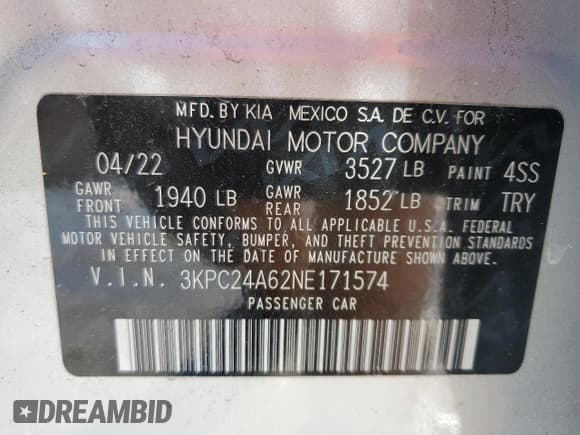 MFD. BY KIA MEXICO S.A. DE C.V. FOR
HYUNDAI MOTOR COMPANY
04/22 GVWR 3527 LB PAINT 4SS
GAWR FRONT 1940 LB GAWR REAR 1852 LB TRIM TRY
THIS VEHICLE CONFORMS TO ALL APPLICABLE U.S.A. FEDERAL
MOTOR VEHICLE SAFETY, BUMPER, AND THEFT PREVENTION STANDARDS
IN EFFECT ON THE DATE OF MANUFACTURE SHOWN ABOVE.
V.I.N. 3KPC24A62NE171574
PASSENGER CAR
DREAMBID